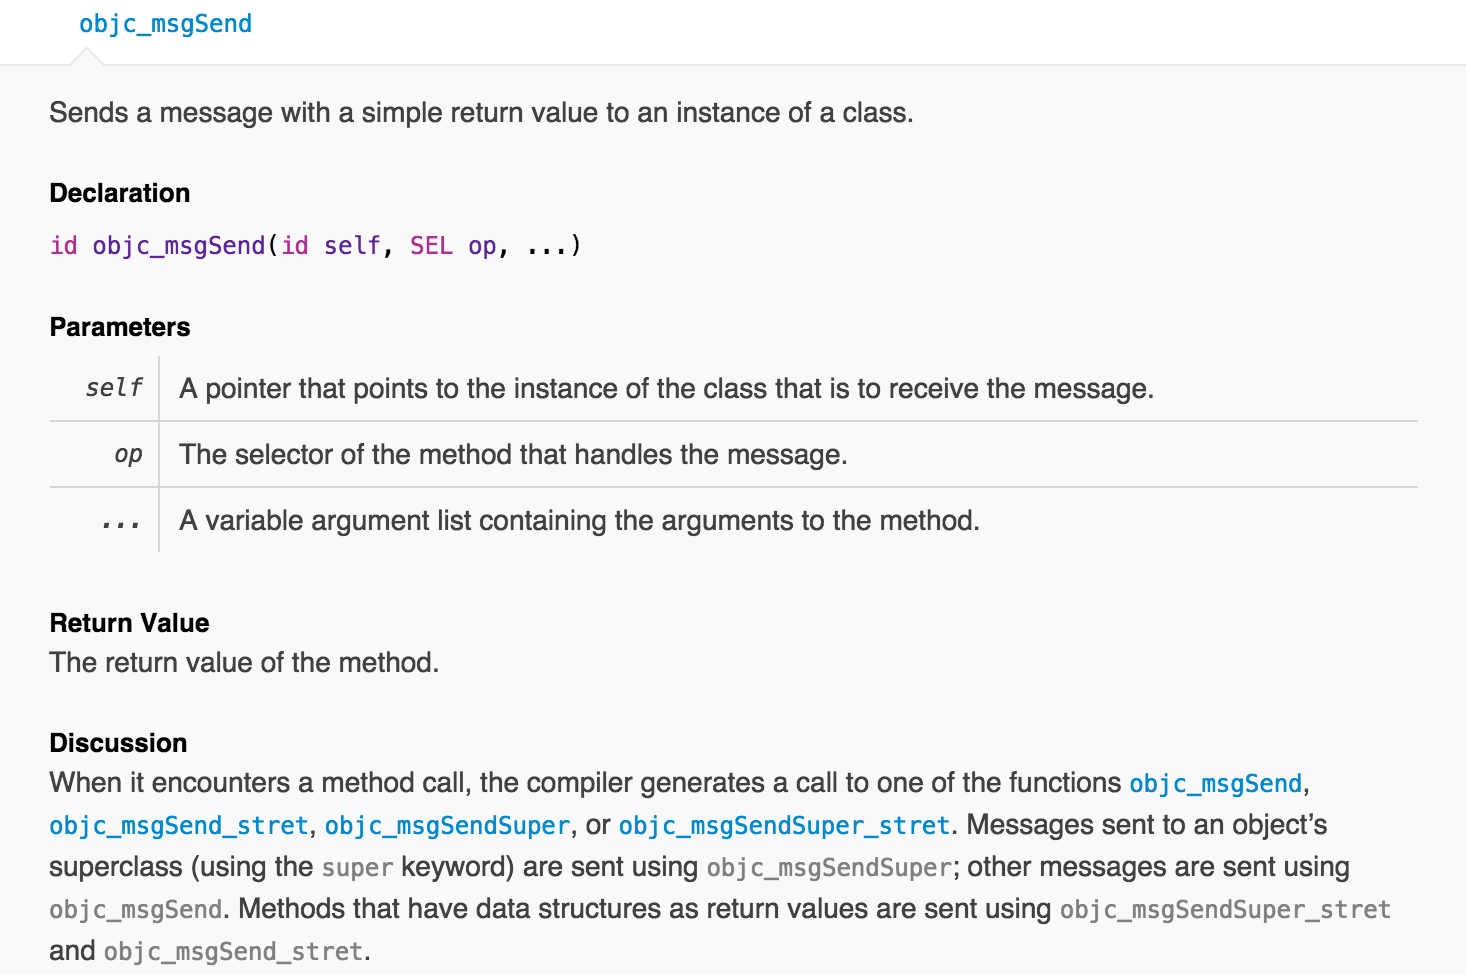 objc_msgSend
Sends a message with a simple return value to an instance of a class.
Declaration
id objc_msgSend(id self, SEL op, ...)
Parameters
self A pointer that points to the instance of the class that is to receive the message.
op The selector of the method that handles the message.
... A variable argument list containing the arguments to the method.
Return Value
The return value of the method.
Discussion
When it encounters a method call, the compiler generates a call to one of the functions objc_msgSend,
objc_msgSend_stret, objc_msgSendSuper, or objc_msgSendSuper_stret. Messages sent to an object’s
superclass (using the super keyword) are sent using objc_msgSendSuper; other messages are sent using
objc_msgSend. Methods that have data structures as return values are sent using objc_msgSendSuper_stret
and objc_msgSend_stret.